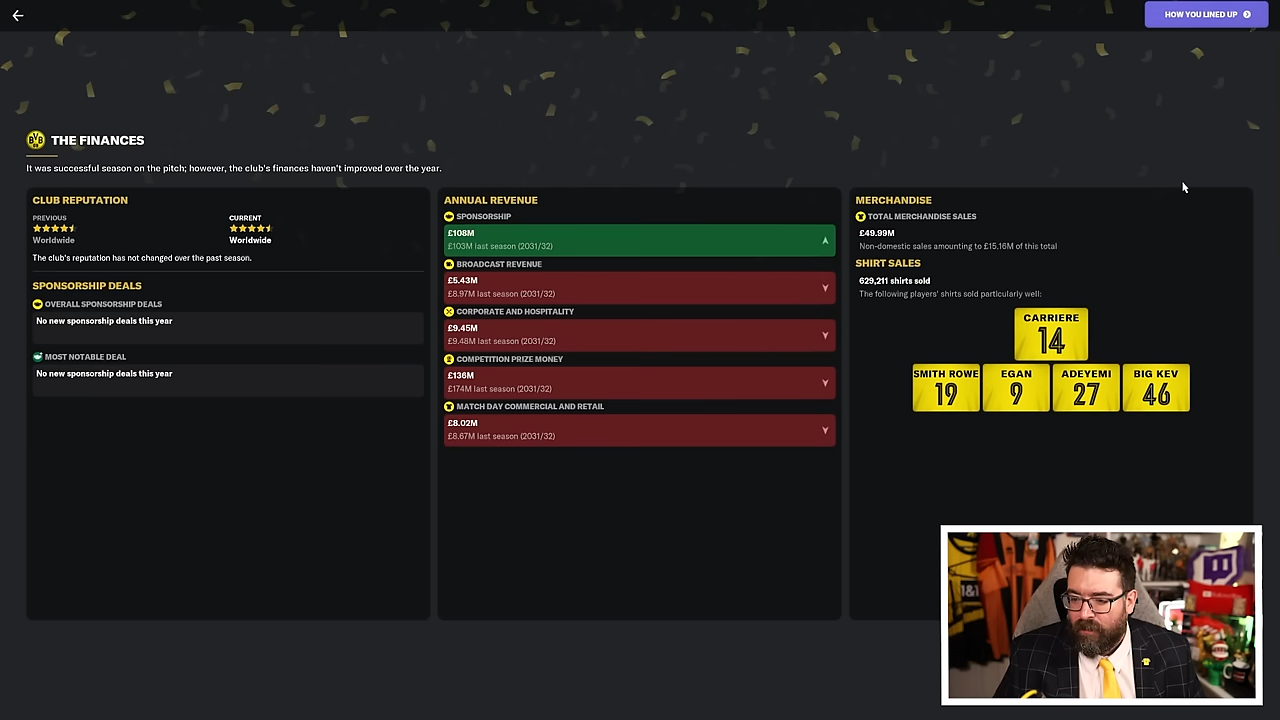 HOW YOU LINED UP
BVB
09
THE FINANCES
It was successful season on the pitch; however, the club's finances haven't improved over the year.
CLUB REPUTATION
PREVIOUS
CURRENT
Worldwide
Worldwide
The club's reputation has not changed over the past season.
SPONSORSHIP DEALS
OVERALL SPONSORSHIP DEALS
No new sponsorship deals this year
MOST NOTABLE DEAL
No new sponsorship deals this year
ANNUAL REVENUE
SPONSORSHIP
£108M
£103M last season (2031/32)
BROADCAST REVENUE
£5.43M
£8.97M last season (2031/32)
CORPORATE AND HOSPITALITY
£9.45M
£9.48M last season (2031/32)
COMPETITION PRIZE MONEY
£136M
£174M last season (2031/32)
MATCH DAY COMMERCIAL AND RETAIL
£8.02M
£8.67M last season (2031/32)
MERCHANDISE
TOTAL MERCHANDISE SALES
£49.99M
Non-domestic sales amounting to £15.16M of this total
SHIRT SALES
629,211 shirts sold
The following players' shirts sold particularly well:
CARRIERE
14
SMITH ROWE
19
EGAN
9
ADEYEMI
27
BIG KEV
46
1&1